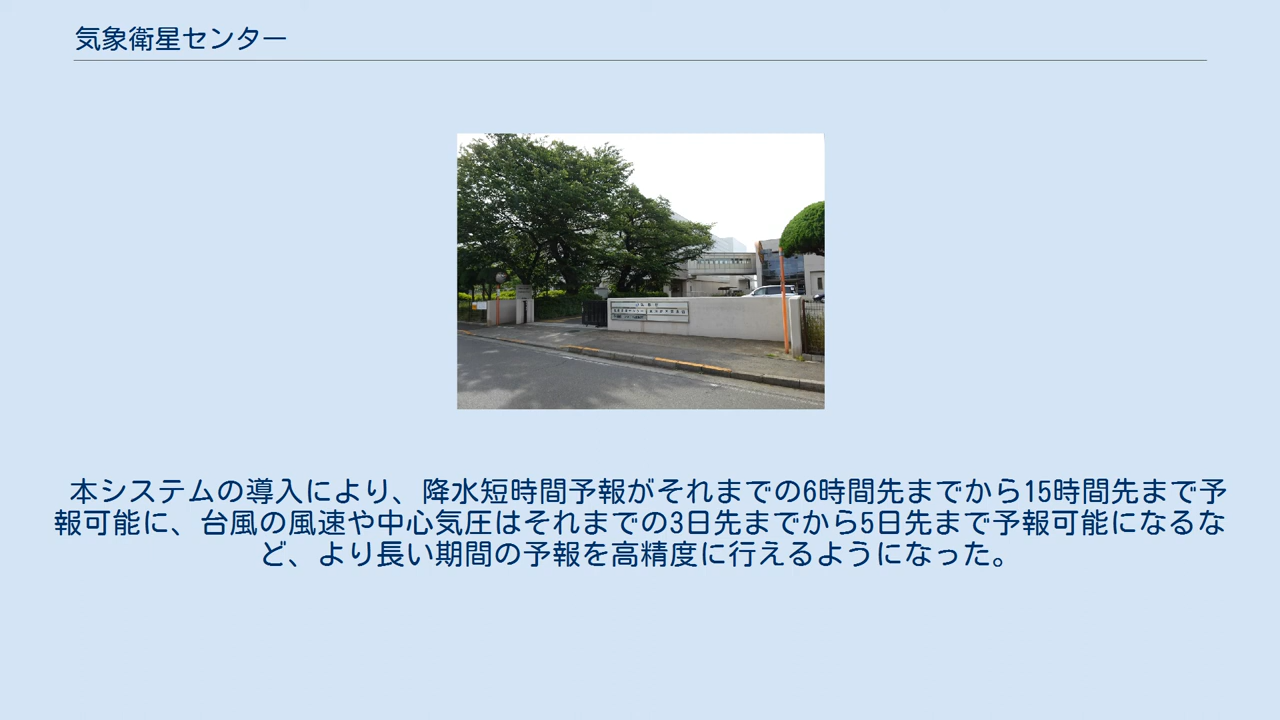 気象衛星センター
本システムの導入により、降水短時間予報がそれまでの6時間先までから15時間先まで予
報可能に、台風の風速や中心気圧はそれまでの3日先までから5日先まで予報可能になるな
ど、より長い期間の予報を高精度に行えるようになった。